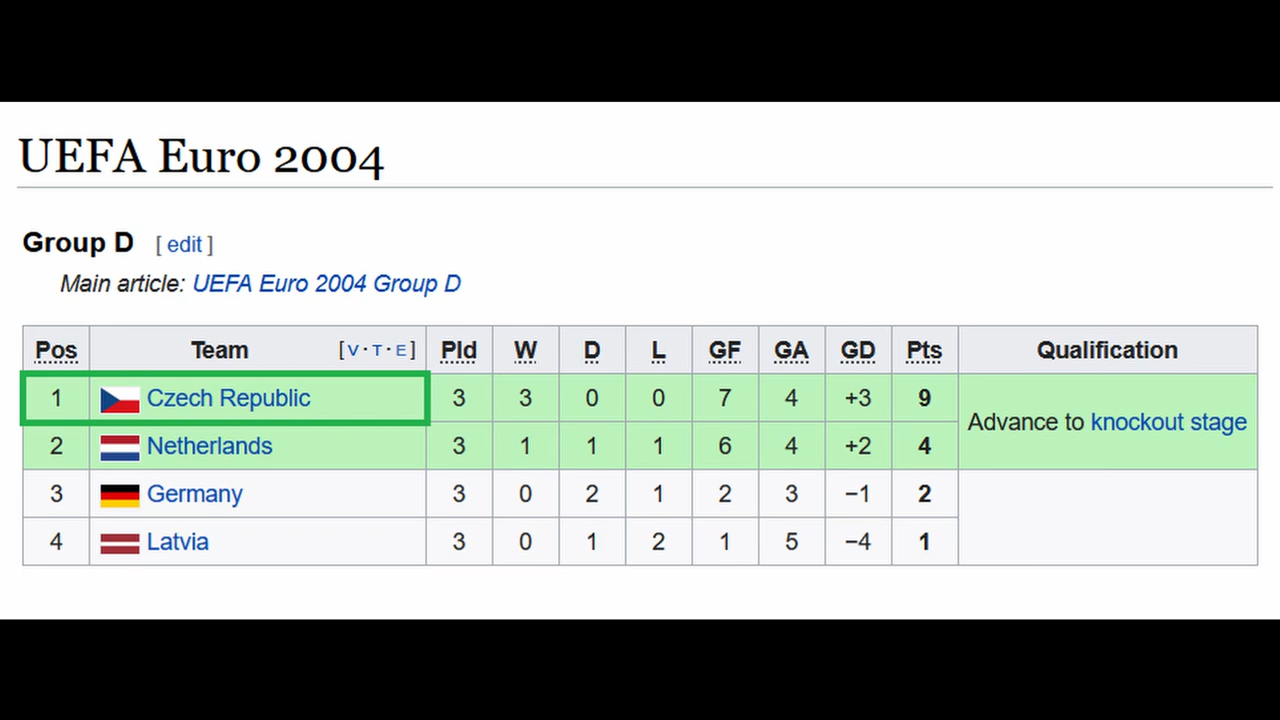 UEFA Euro 2004
Group D [ edit ]
Main article: UEFA Euro 2004 Group D
Pos Team [V·T·E] Pld W D L GF GA GD Pts Qualification
1 Czech Republic 3 3 0 0 7 4 +3 9 Advance to knockout stage
2 Netherlands 3 1 1 1 6 4 +2 4
3 Germany 3 0 2 1 2 3 −1 2
4 Latvia 3 0 1 2 1 5 −4 1